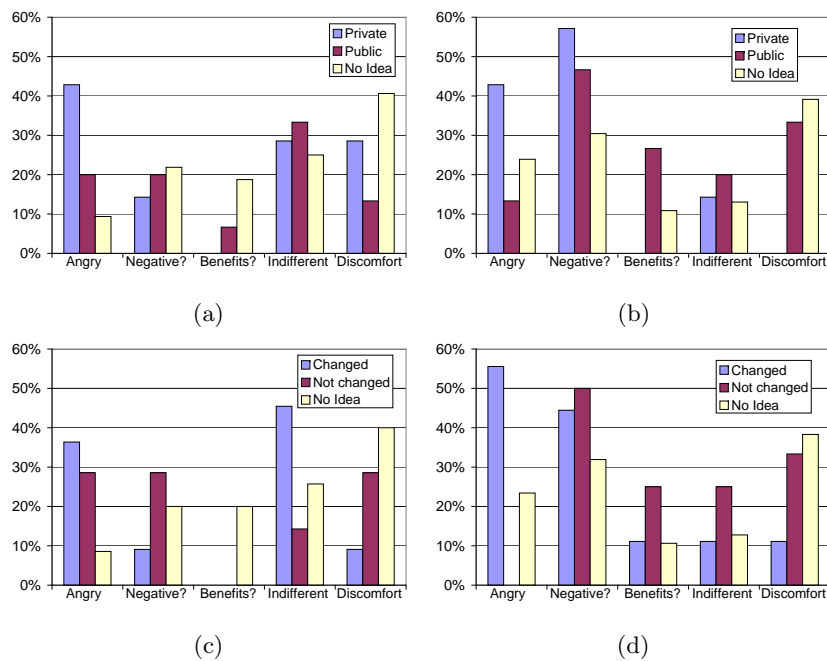 60%
50%
40%
30%
20%
10%
0%
Private
Public
No Idea
Angry Negative? Benefits? Indifferent Discomfort
(a)
60%
50%
40%
30%
20%
10%
0%
Private
Public
No Idea
Angry Negative? Benefits? Indifferent Discomfort
(b)
60%
50%
40%
30%
20%
10%
0%
Changed
Not changed
No Idea
Angry Negative? Benefits? Indifferent Discomfort
(c)
60%
50%
40%
30%
20%
10%
0%
Changed
Not changed
No Idea
Angry Negative? Benefits? Indifferent Discomfort
(d)